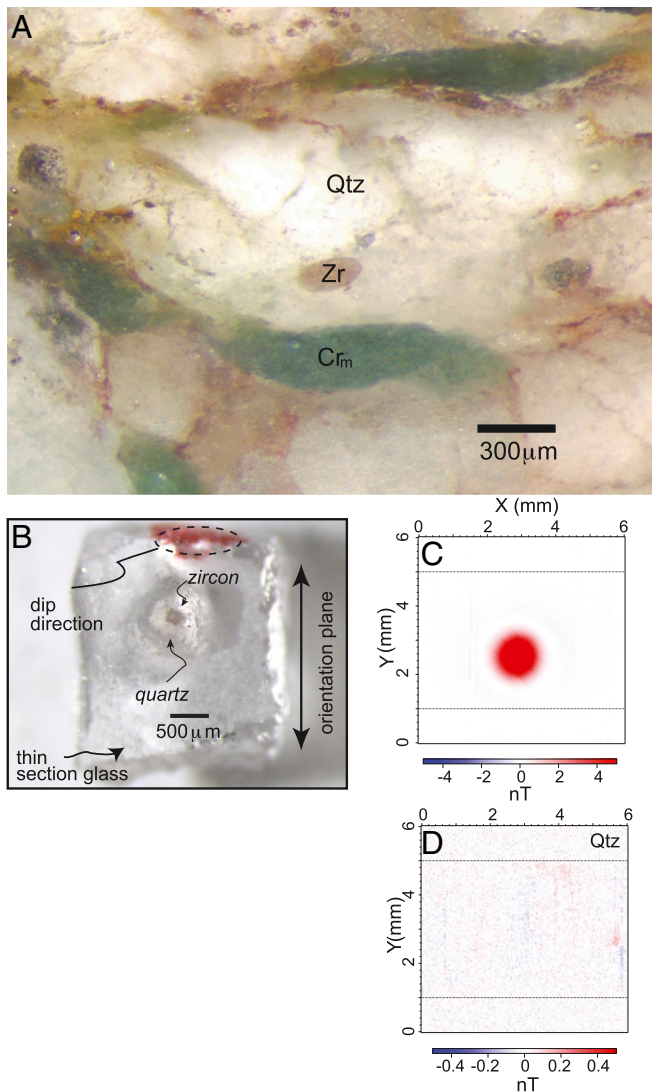 A
Qtz
Zr
Crm
300μm
B
zircon
dip
direction
quartz
500μm
orientation plane
thin
section glass
X (mm)
0 2 4 6
C
6
4
2
0
Y(mm)
-4 -2 0 2 4
nT
0 2 4 6
D
Qtz
6
4
2
0
Y(mm)
-0.4 -0.2 0 0.2 0.4
nT